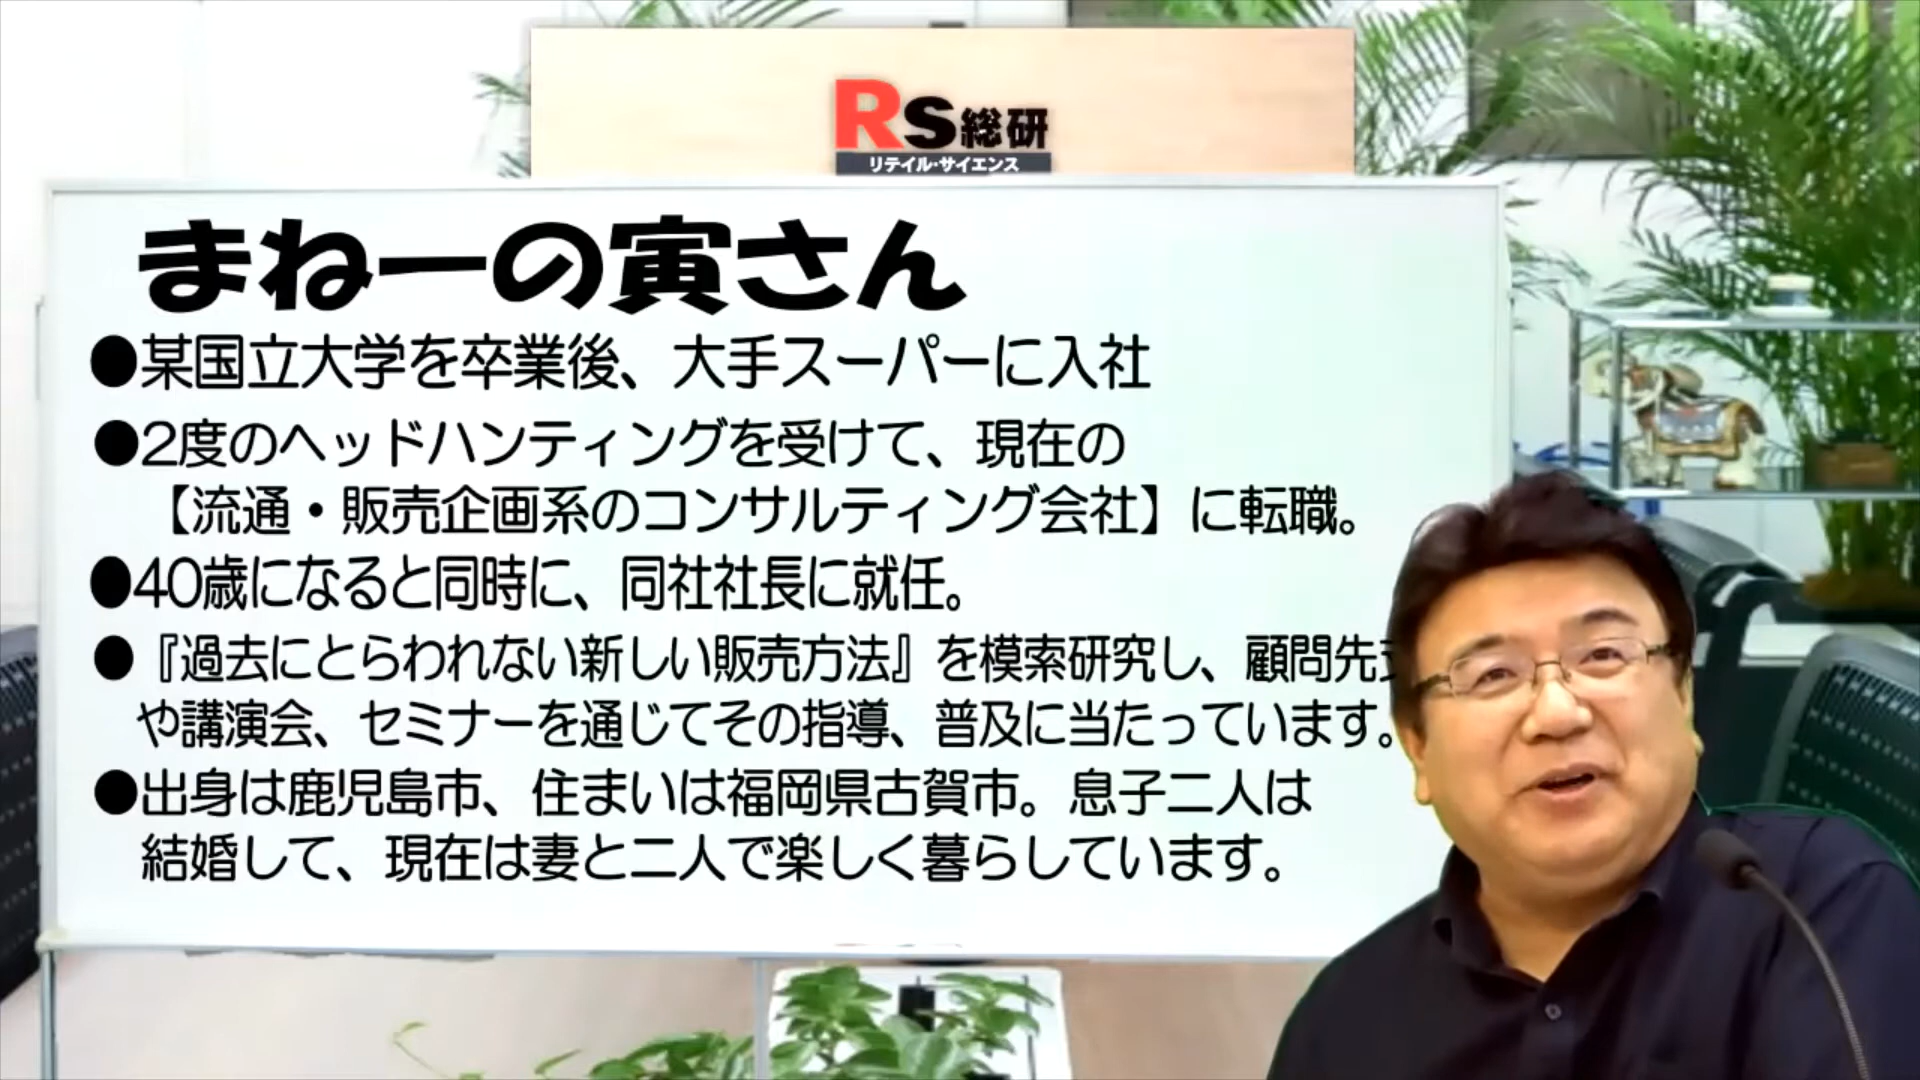 RS総研
リテイル・サイエンス
まねーの寅さん
●某国立大学を卒業後、大手スーパーに入社
●2度のヘッドハンティングを受けて、現在の
【流通・販売企画系のコンサルティング会社】に転職。
●40歳になると同時に、同社社長に就任。
●『過去にとらわれない新しい販売方法』を模索研究し、顧問先
や講演会、セミナーを通じてその指導、普及に当たっています。
●出身は鹿児島市、住まいは福岡県古賀市。息子二人は
結婚して、現在は妻と二人で楽しく暮らしています。